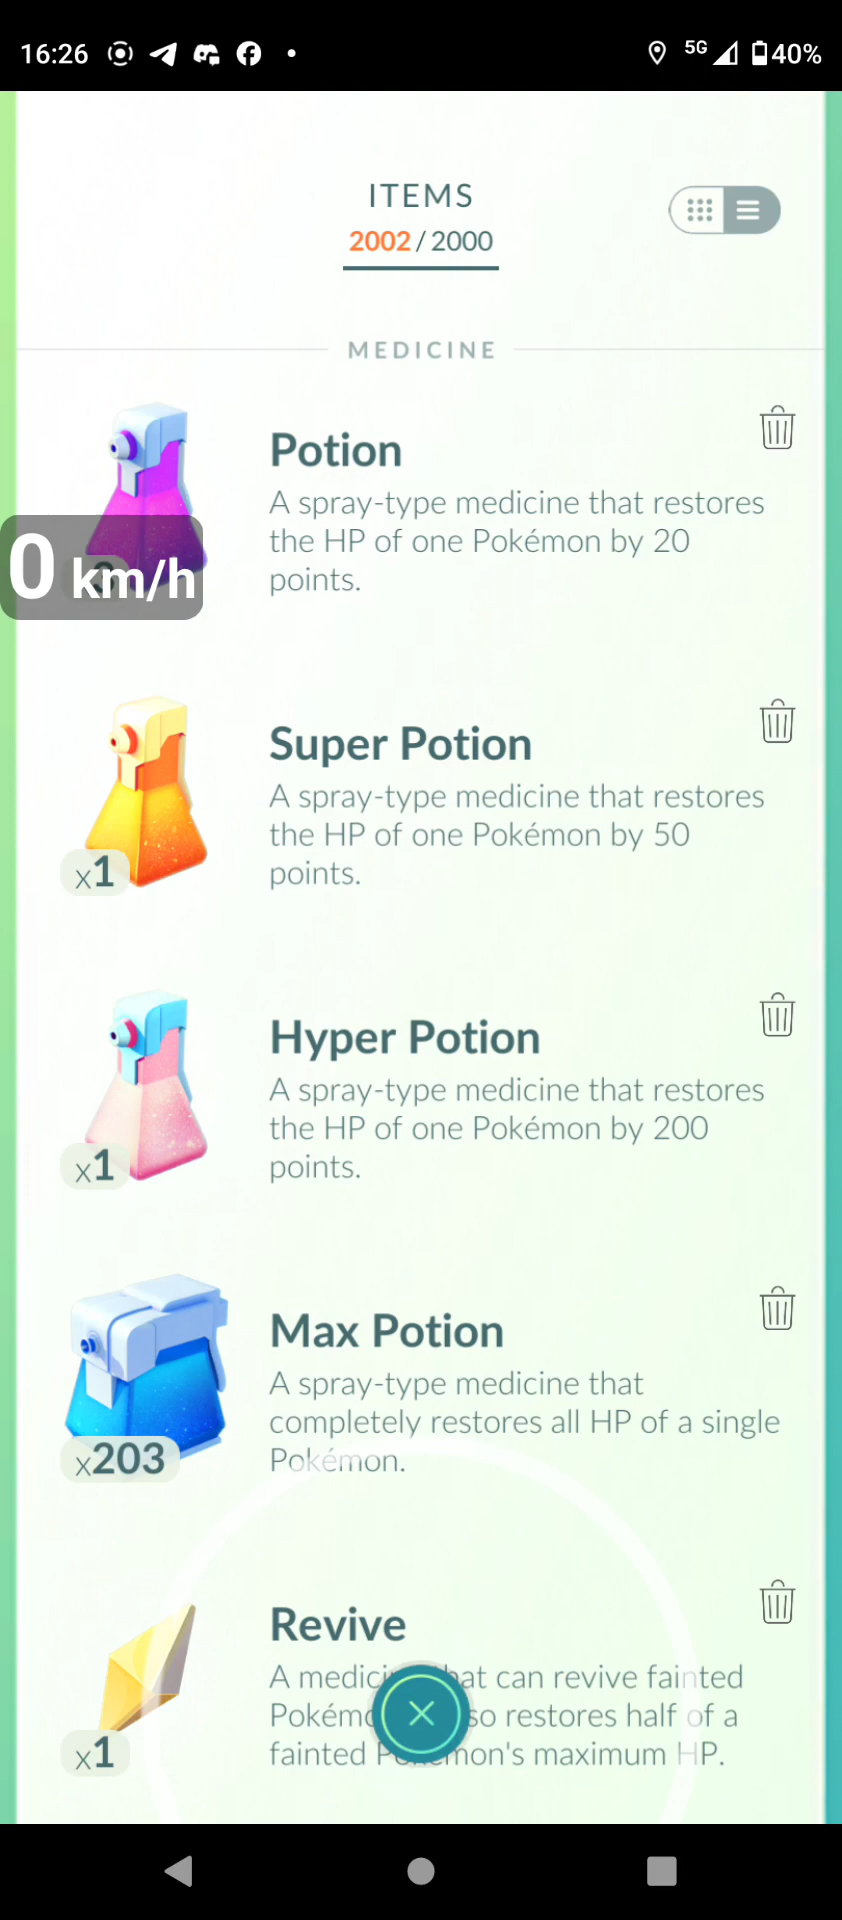 16:26
5G
40%
ITEMS
2002 / 2000
MEDICINE
Potion
A spray-type medicine that restores
the HP of one Pokémon by 20
points.
0 km/h
Super Potion
A spray-type medicine that restores
the HP of one Pokémon by 50
points.
x1
Hyper Potion
A spray-type medicine that restores
the HP of one Pokémon by 200
points.
x1
Max Potion
A spray-type medicine that
completely restores all HP of a single
Pokémon.
x203
Revive
A that can revive fainted
restores half of a
fainted maximum HP.
x1